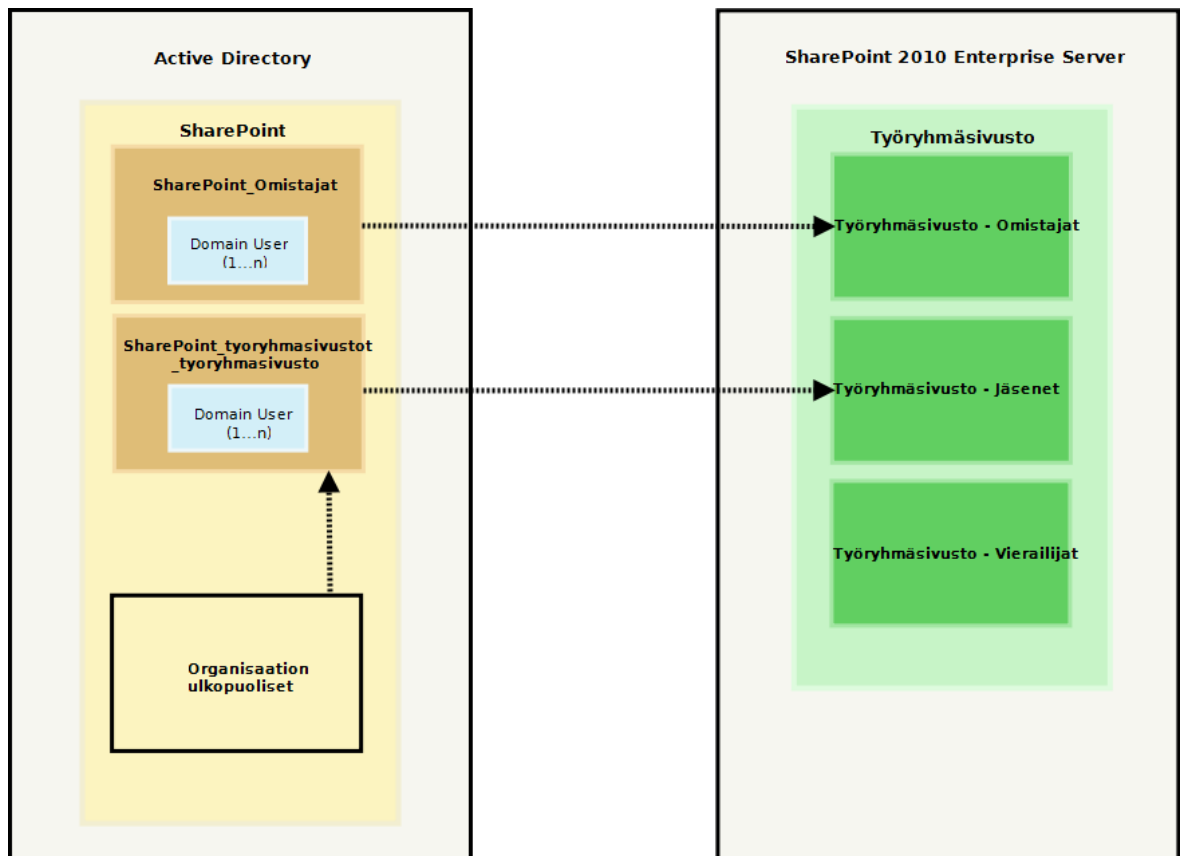 Active Directory
SharePoint
SharePoint_Omistajat
Domain User
(1...n)
SharePoint_tyoryhmasivustot
_tyoryhmasivusto
Domain User
(1...n)
Organisaation
ulkopuoliset
SharePoint 2010 Enterprise Server
Työryhmäsivusto
Työryhmäsivusto - Omistajat
Työryhmäsivusto - Jäsenet
Työryhmäsivusto - Vierailijat